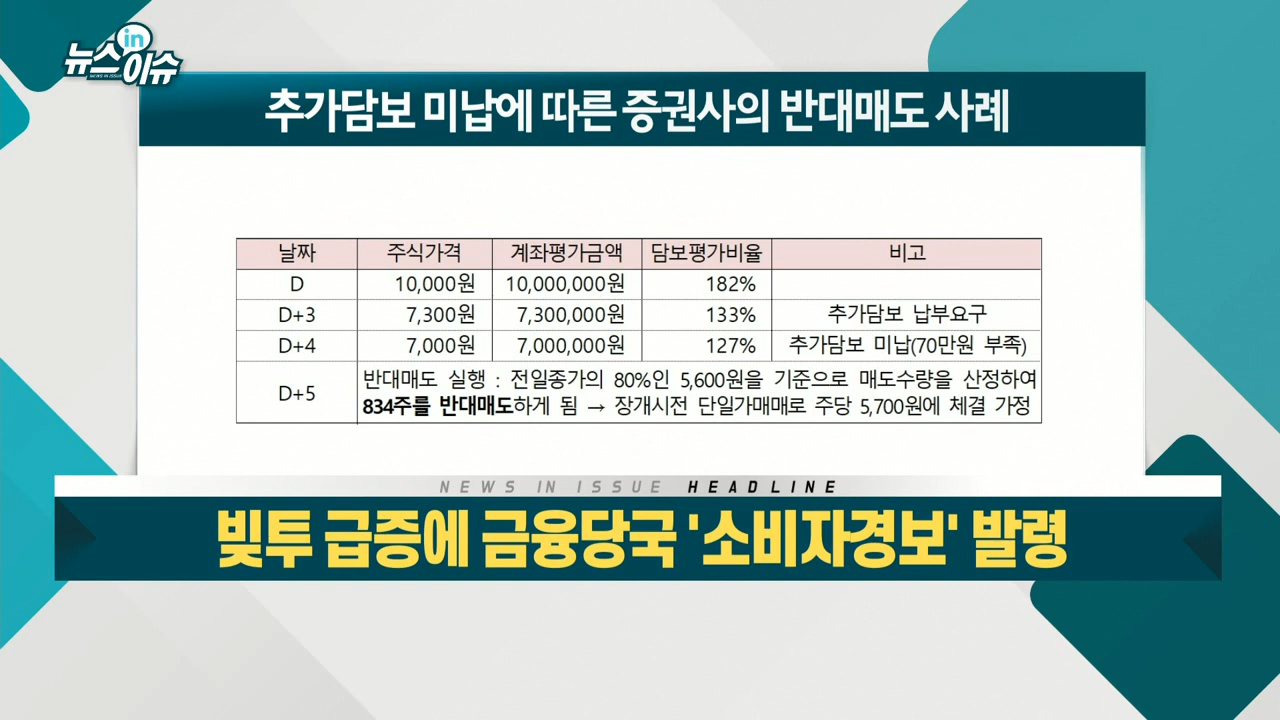 뉴스in이슈
NEWS IN ISSUE
추가담보 미납에 따른 증권사의 반대매도 사례
날짜 주식가격 계좌평가금액 담보평가비율 비고
D 10,000원 10,000,000원 182%
D+3 7,300원 7,300,000원 133% 추가담보 납부요구
D+4 7,000원 7,000,000원 127% 추가담보 미납(70만원 부족)
D+5 반대매도 실행 : 전일종가의 80%인 5,600원을 기준으로 매도수량을 산정하여
834주를 반대매도하게 됨 → 장개시전 단일가매매로 주당 5,700원에 체결 가정
NEWS IN ISSUE HEADLINE
빚투 급증에 금융당국 '소비자경보' 발령